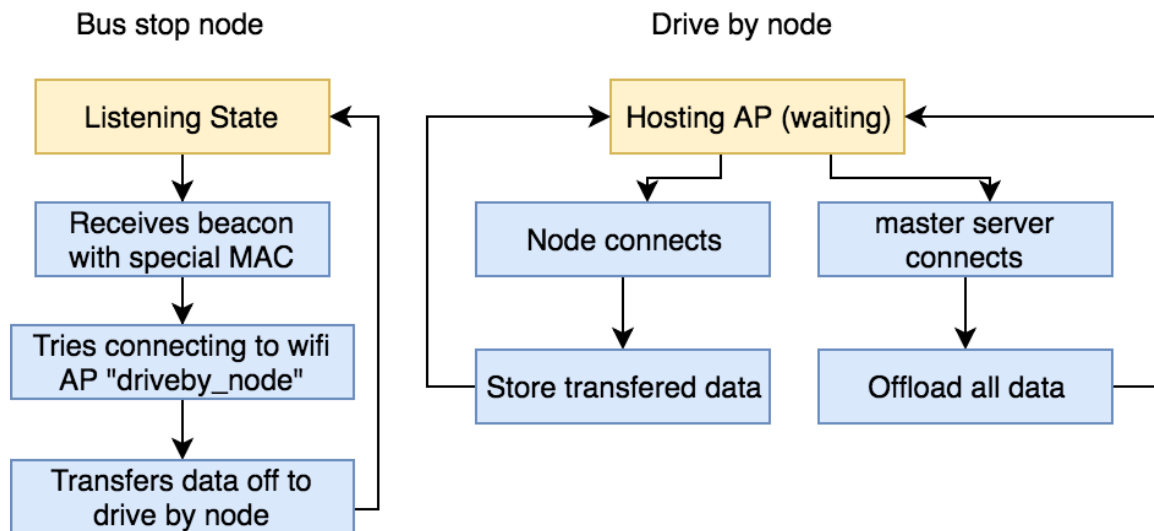 Bus stop node
Listening State
Receives beacon
with special MAC
Tries connecting to wifi
AP "driveby_node"
Transfers data off to
drive by node
Drive by node
Hosting AP (waiting)
Node connects
Store transfered data
master server
connects
Offload all data